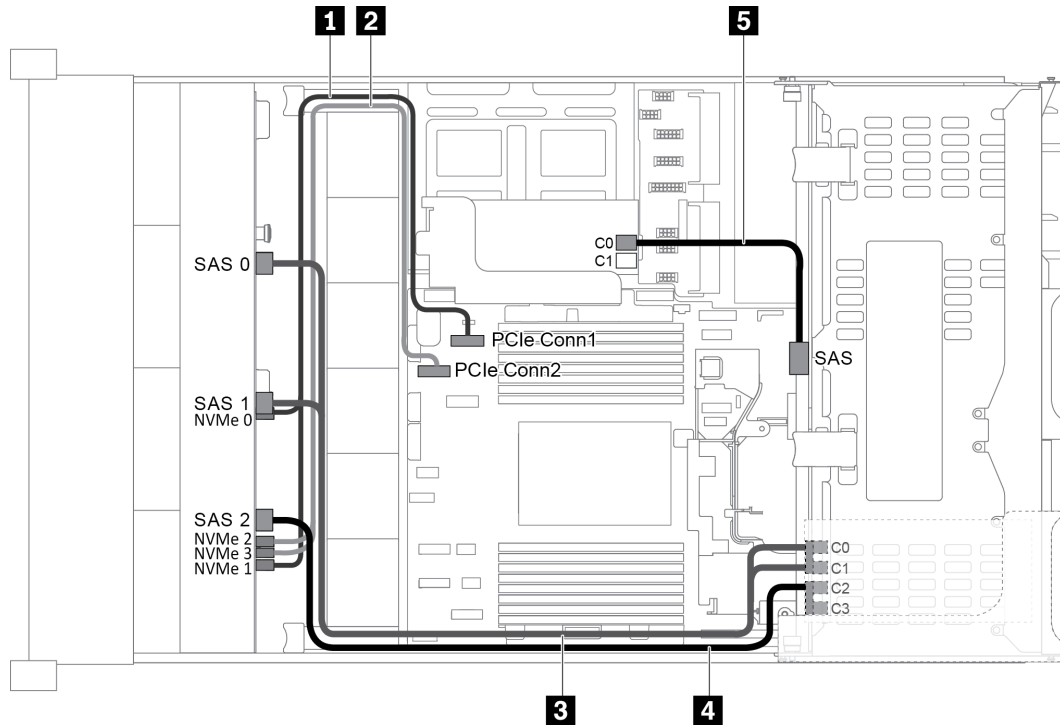 1
2
5
C0
C1
SAS 0
PCIe Conn1
SAS
PCIe Conn2
SAS 1
NVMe 0
SAS 2
NVMe 2
NVMe 3
NVMe 1
C0
C1
C2
C3
3
4